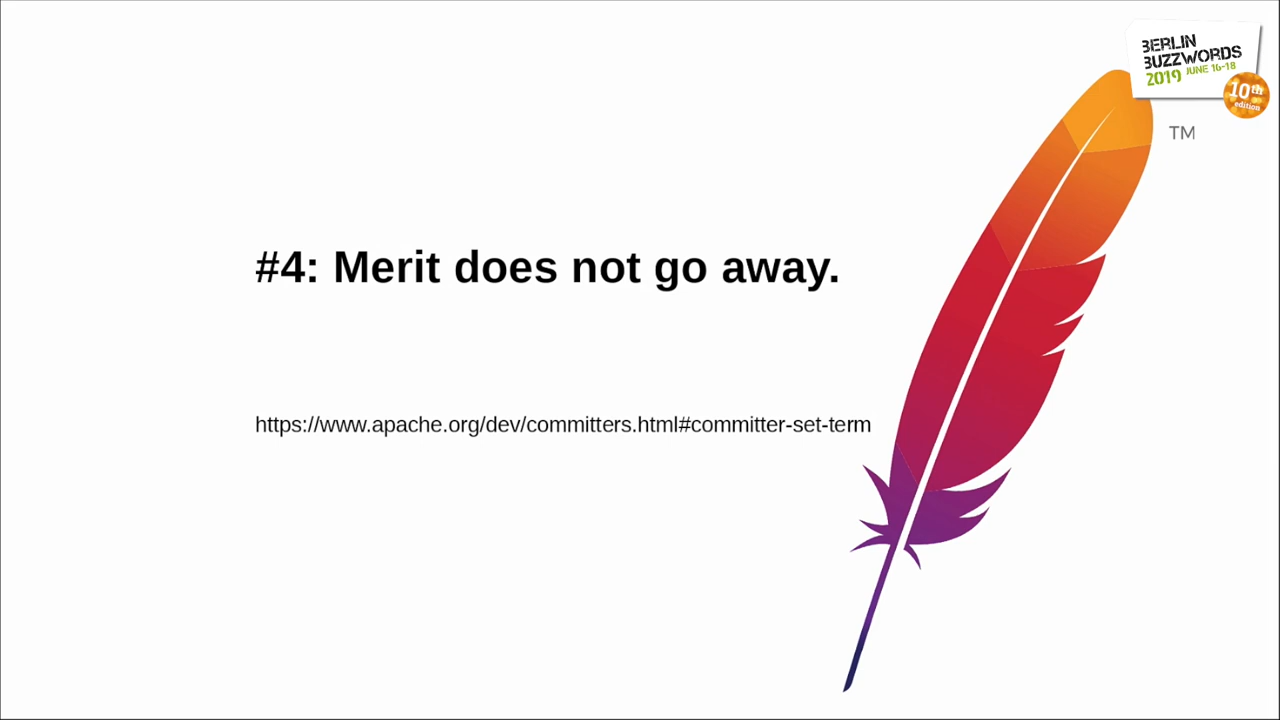 BERLIN
BUZZWORDS
2019 JUNE 16-18
10th
edition
TM
#4: Merit does not go away.
https://www.apache.org/dev/committers.html#committer-set-term